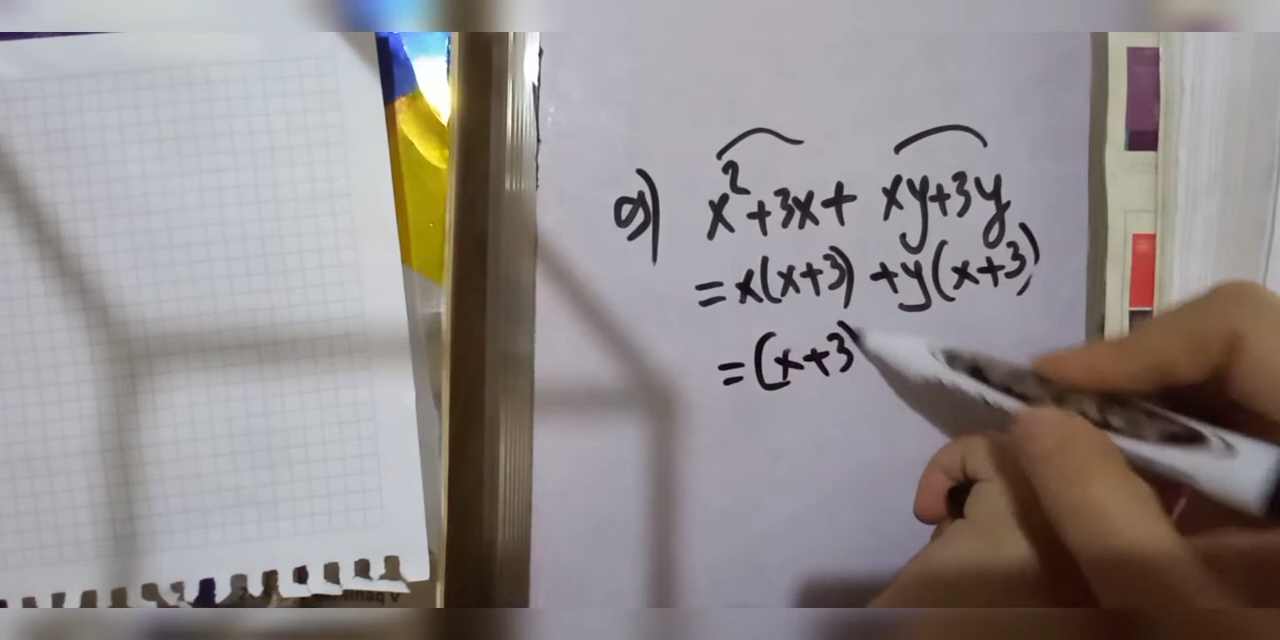 a) x²+3x+ xy+3y
=x(x+3) +y(x+3)
=(x+3)